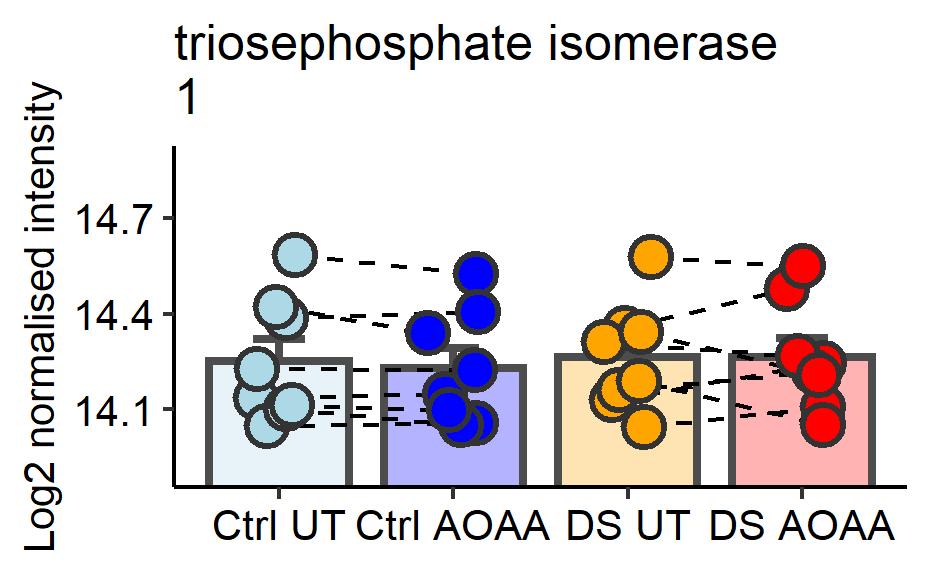 triosephosphate isomerase
1
Log2 normalised intensity
14.7
14.4
14.1
Ctrl UT Ctrl AOAA DS UT DS AOAA